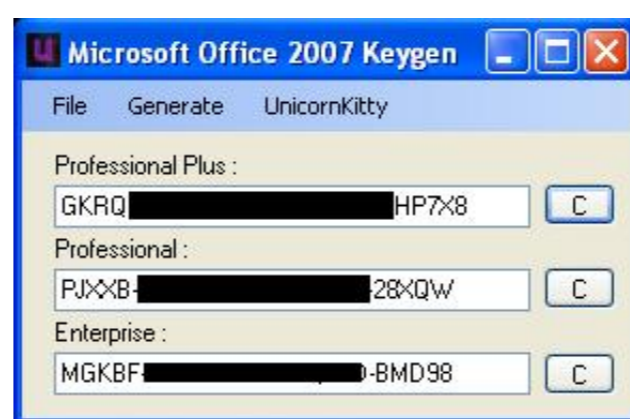 Microsoft Office 2007 Keygen
File Generate UnicornKitty
Professional Plus :
GKRQ HP7X8 C
Professional :
PJXXB- -28XQW C
Enterprise :
MGKBF- -BMD98 C